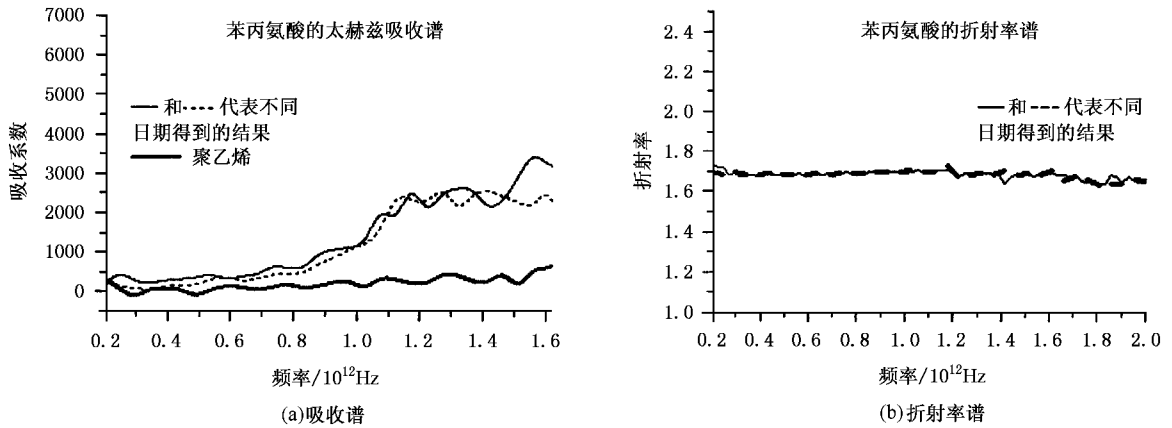 苯丙氨酸的太赫兹吸收谱
7000
6000
5000
4000
3000
2000
1000
0
吸收系数
和 代表不同
日期得到的结果
聚乙烯
0.2 0.4 0.6 0.8 1.0 1.2 1.4 1.6
频率/10¹²Hz
(a)吸收谱
苯丙氨酸的折射率谱
2.4
2.2
2.0
1.8
1.6
1.4
1.2
1.0
折射率
和 代表不同
日期得到的结果
0.2 0.4 0.6 0.8 1.0 1.2 1.4 1.6 1.8 2.0
频率/10¹²Hz
(b)折射率谱